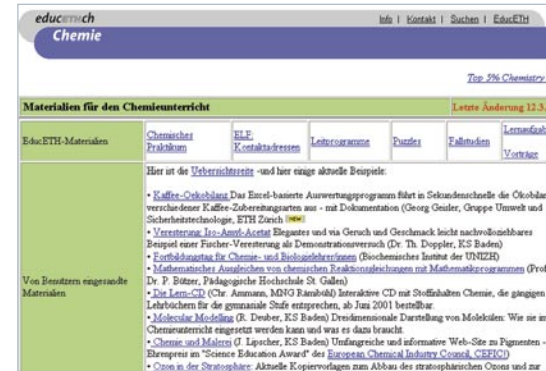 educETHch
Info | Kontakt | Suchen | EducETH
Chemie
Top 5% Chemistry
Materialien für den Chemieunterricht
Letzte Änderung 12.3.
EducETH-Materialien
Chemisches
Praktikum
ELF:
Kontaktadressen
Leitprogramme
Puzzles
Fallstudien
Vorträge
Hier ist die Uebersichtsseite -und hier einige aktuelle Beispiele:
• Kaffee-Oekobilanz Das Excel-basierte Auswertungsprogramm führt in Sekundenschnelle die Ökobilan
verschiedener Kaffee-Zubereitungsarten aus - mit Dokumentation (Georg Geisler, Gruppe Umwelt und
Sicherheitstechnologie, ETH Zürich NEW
• Veresterung: Iso-Amyl-Acetat Elegantes und via Geruch und Geschmack leicht nachvollziehbares
Beispiel einer Fischer-Veresterung als Demonstrationsversuch (Dr. Th. Doppler, KS Baden)
• Fortbildungstag für Chemie- und Biologielehrer/innen (Biochemisches Institut der UNIZH)
• Mathematisches Ausgleichen von chemischen Reaktionsgleichungen mit Mathematikprogrammen (Prof
Dr. P. Bützer, Pädagogische Hochschule St. Gallen)
• Die Lern-CD (Chr. Ammann, MNG Rämibühl) Interaktive CD mit Stoffinhalten Chemie, die gängigen
Lehrbüchern für die gymnasiale Stufe entsprechen, ab Juni 2001 bestellbar.
• Molecular Modelling (R. Deuber, KS Baden) Dreidimensionale Darstellung von Molekülen: Wie sie im
Chemieunterricht eingesetzt werden kann und was es dazu braucht.
• Chemie und Malerei (J. Lipscher, KS Baden) Umfangreiche und informative Web-Site zu Pigmenten -
Ehrenpreis im "Science Education Award" des European Chemical Industry Council, CEFIC!)
• Ozon in der Stratosphäre: Aktuelle Kopiervorlagen zum Abbau des stratosphärischen Ozons und zur
Von Benutzern eingesandte
Materialien